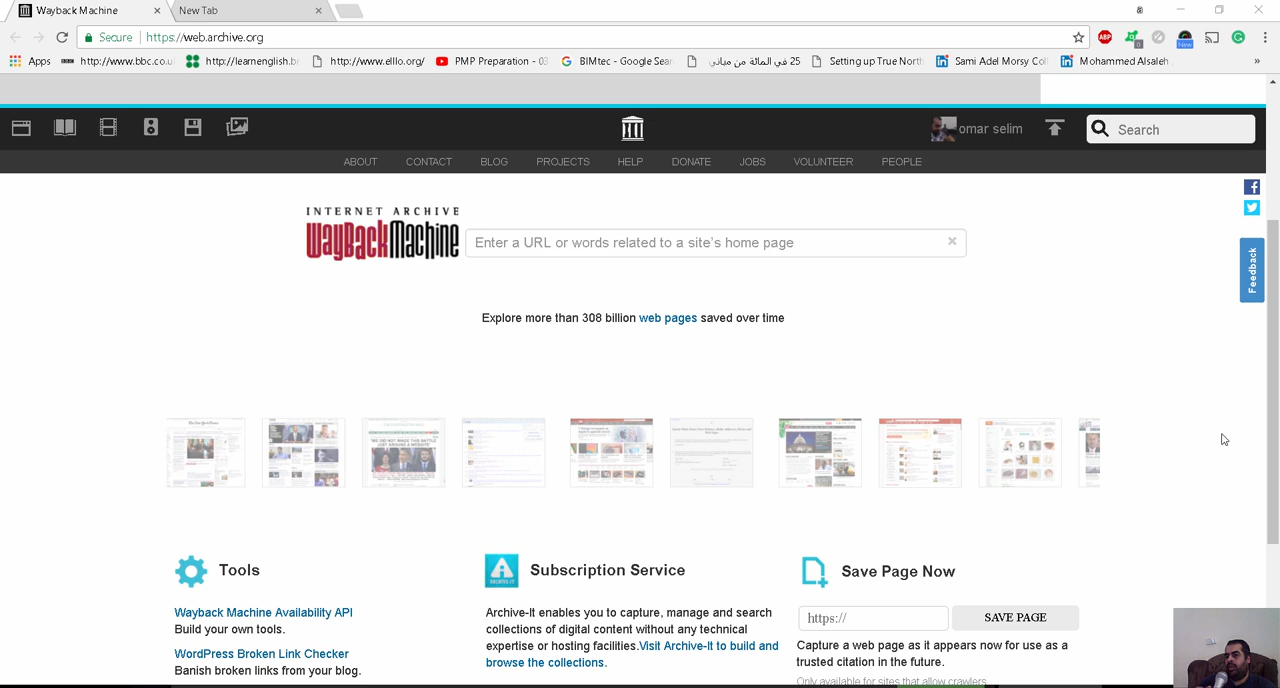 Wayback Machine
New Tab
Secure https://web.archive.org
Apps http://www.bbc.co.u http://learnenglish.b http://www.elllo.org/ PMP Preparation - 03 BIMtec - Google Sear 25 في المائة من مباني Setting up True North Sami Adel Morsy Col Mohammed Alsaleh »
omar selim
Search
ABOUT CONTACT BLOG PROJECTS HELP DONATE JOBS VOLUNTEER PEOPLE
INTERNET ARCHIVE
WayBackMachine
Enter a URL or words related to a site's home page
Feedback
Explore more than 308 billion web pages saved over time
Tools
Wayback Machine Availability API
Build your own tools.
WordPress Broken Link Checker
Banish broken links from your blog.
Subscription Service
Archive-It enables you to capture, manage and search
collections of digital content without any technical
expertise or hosting facilities.Visit Archive-It to build and
browse the collections.
Save Page Now
https://
SAVE PAGE
Capture a web page as it appears now for use as a
trusted citation in the future.
Only available for sites that allow crawlers.